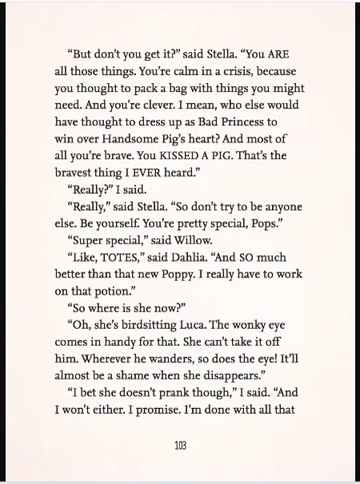 “But don’t you get it?” said Stella. “You ARE
all those things. You’re calm in a crisis, because
you thought to pack a bag with things you might
need. And you’re clever. I mean, who else would
have thought to dress up as Bad Princess to
win over Handsome Pig’s heart? And most of
all you’re brave. You KISSED A PIG. That’s the
bravest thing I EVER heard.”
“Really?” I said.
“Really,” said Stella. “So don’t try to be anyone
else. Be yourself. You’re pretty special, Pops.”
“Super special,” said Willow.
“Like, TOTES,” said Dahlia. “And SO much
better than that new Poppy. I really have to work
on that potion.”
“So where is she now?”
“Oh, she’s birdsitting Luca. The wonky eye
comes in handy for that. She can’t take it off
him. Wherever he wanders, so does the eye! It’ll
almost be a shame when she disappears.”
“I bet she doesn’t prank though,” I said. “And
I won’t either. I promise. I’m done with all that
103